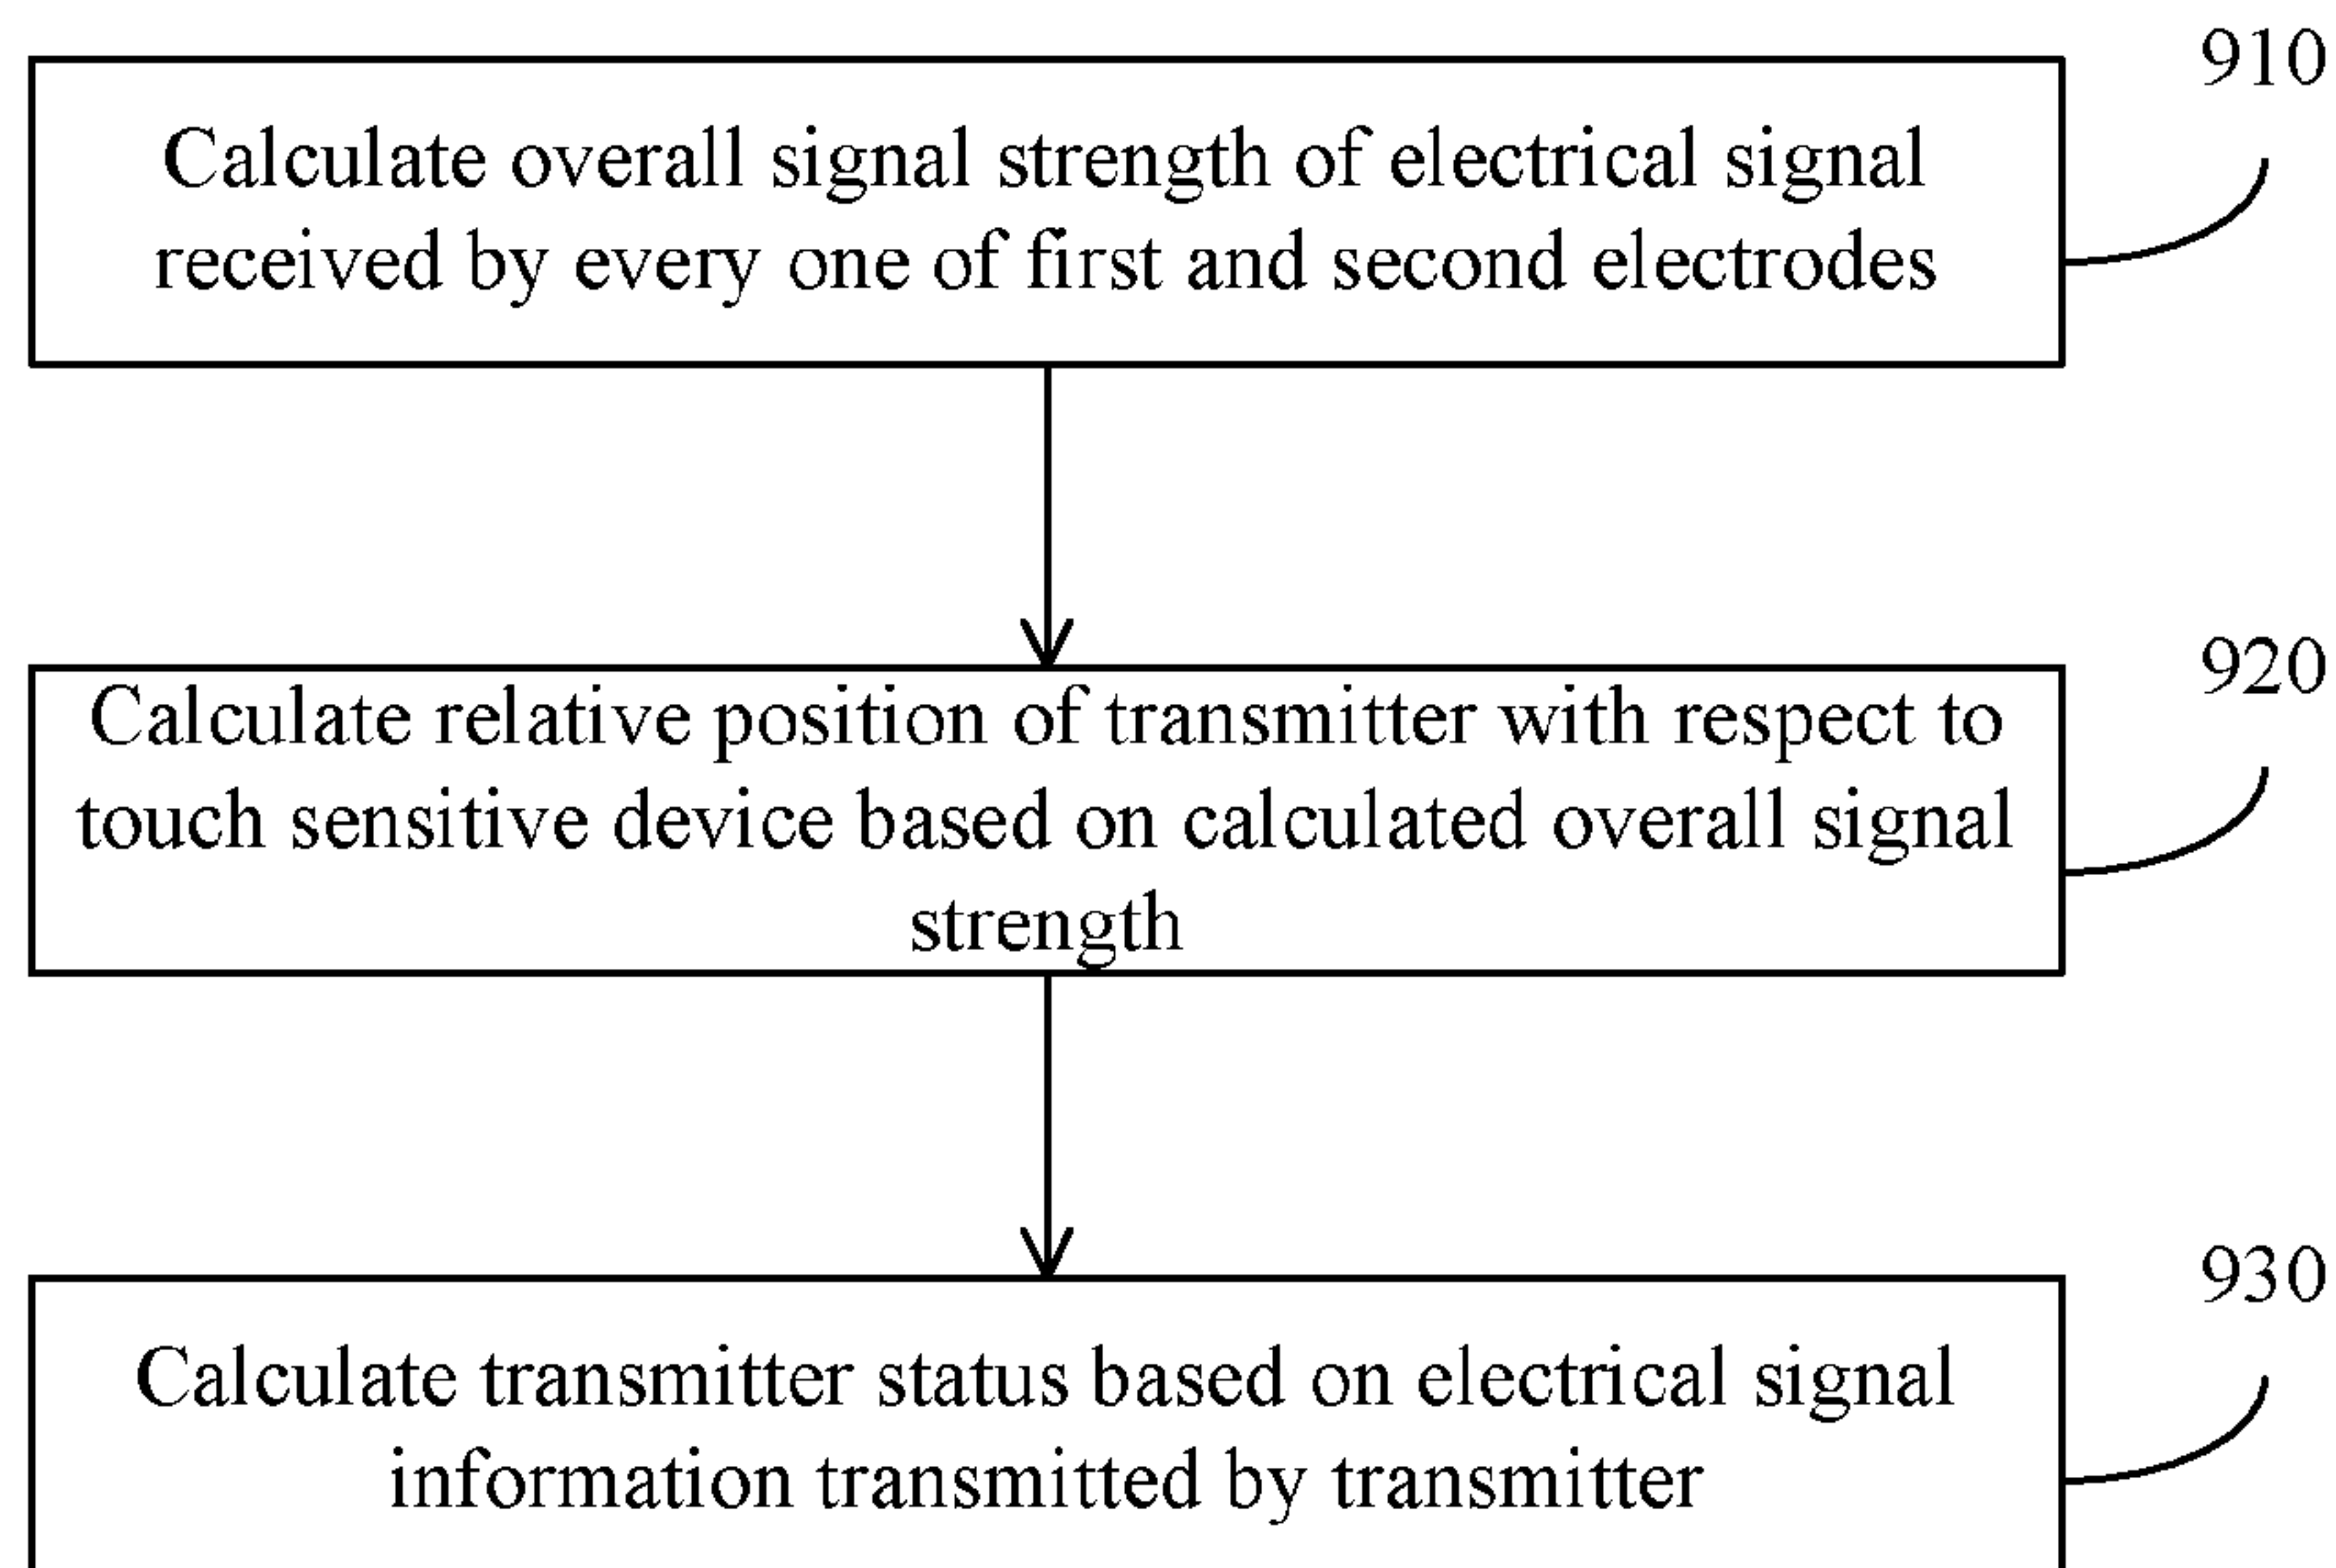 910
Calculate overall signal strength of electrical signal
received by every one of first and second electrodes
920
Calculate relative position of transmitter with respect to
touch sensitive device based on calculated overall signal
strength
930
Calculate transmitter status based on electrical signal
information transmitted by transmitter